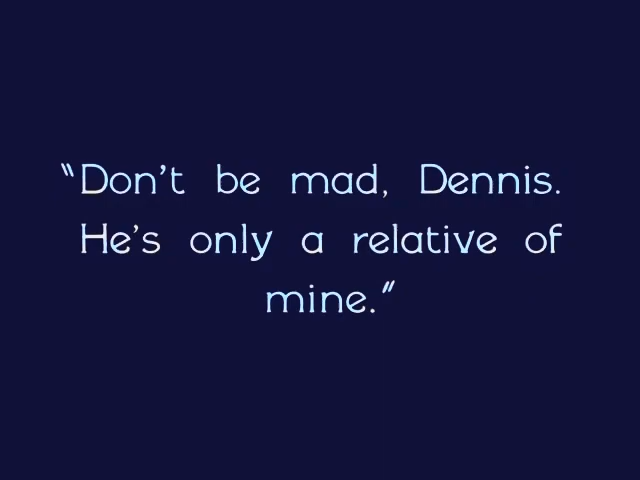 “Don’t be mad, Dennis.
He’s only a relative of
mine.”